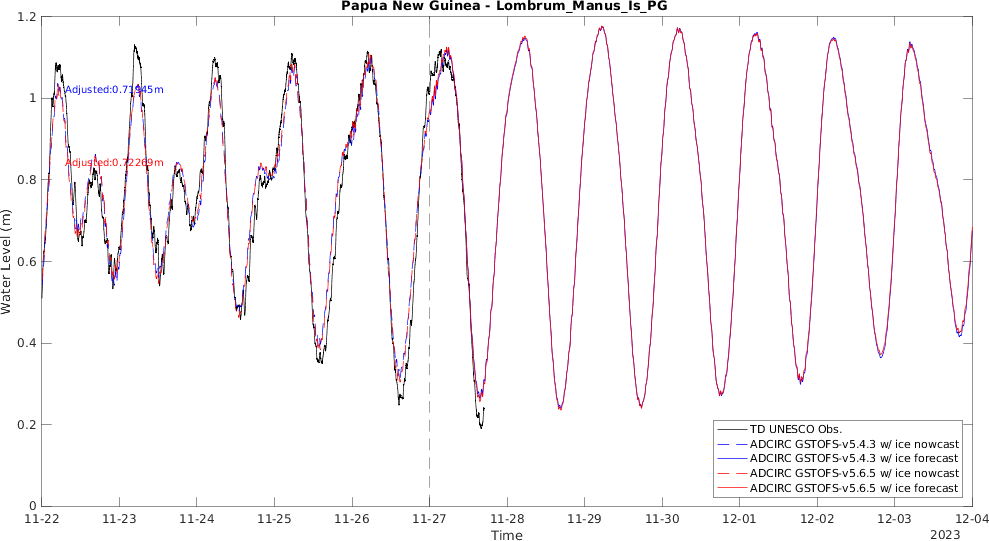 Papua New Guinea - Lombrum_Manus_Is_PG
1.2
1
0.8
0.6
0.4
0.2
0
Water Level (m)
Adjusted:0.71945m
Adjusted:0.72269m
TD UNESCO Obs.
ADCIRC GSTOFS-v5.4.3 w/ ice nowcast
ADCIRC GSTOFS-v5.4.3 w/ ice forecast
ADCIRC GSTOFS-v5.6.5 w/ ice nowcast
ADCIRC GSTOFS-v5.6.5 w/ ice forecast
11-22 11-23 11-24 11-25 11-26 11-27 11-28 11-29 11-30 12-01 12-02 12-03 12-04
Time
2023